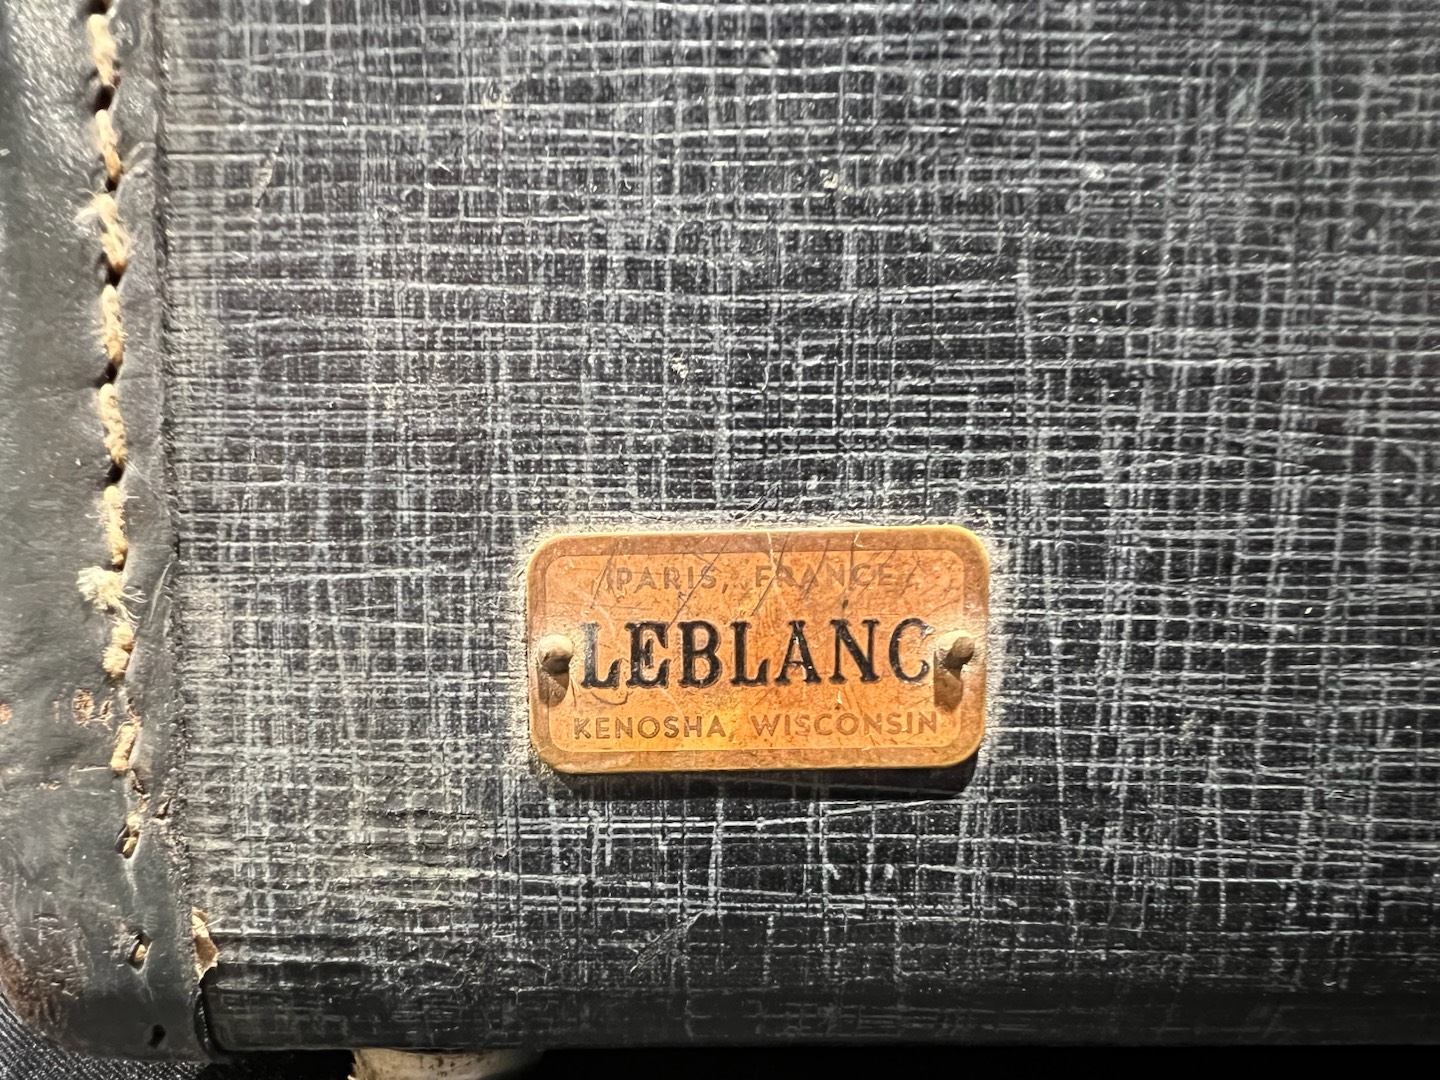 PARIS, FRANCE
LEBLANC
KENOSHA, WISCONSIN